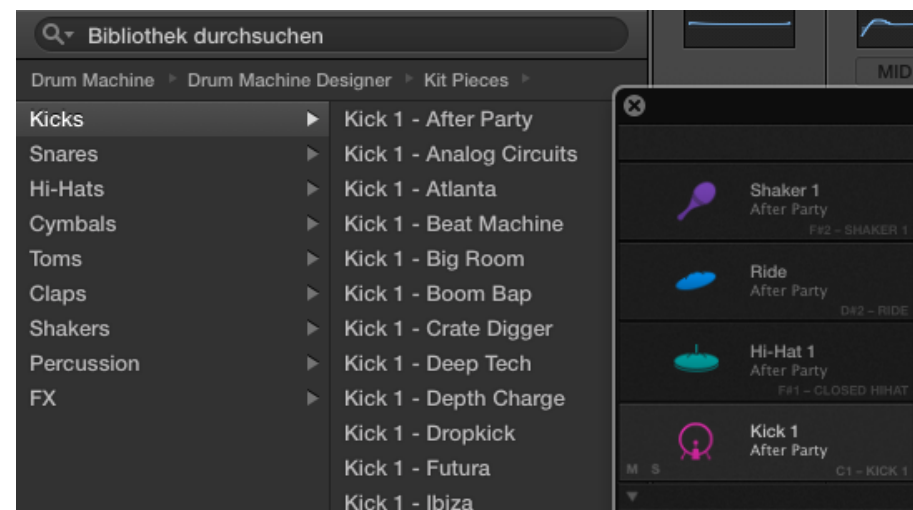 Bibliothek durchsuchen
Drum Machine
Drum Machine Designer
Kit Pieces
Kicks
Snares
Hi-Hats
Cymbals
Toms
Claps
Shakers
Percussion
FX
Kick 1 - After Party
Kick 1 - Analog Circuits
Kick 1 - Atlanta
Kick 1 - Beat Machine
Kick 1 - Big Room
Kick 1 - Boom Bap
Kick 1 - Crate Digger
Kick 1 - Deep Tech
Kick 1 - Depth Charge
Kick 1 - Dropkick
Kick 1 - Futura
Kick 1 - Ibiza
MID
Shaker 1
After Party
F#2 – SHAKER 1
Ride
After Party
D#2 – RIDE
Hi-Hat 1
After Party
F#1 – CLOSED HIHAT
Kick 1
After Party
M S
C1 – KICK 1